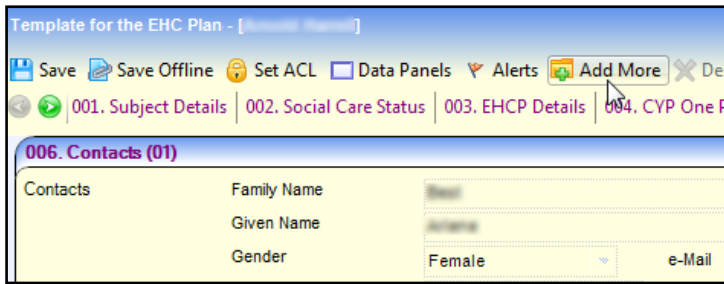 Template for the EHC Plan - [ ]
Save Save Offline Set ACL Data Panels Alerts Add More De
001. Subject Details 002. Social Care Status 003. EHCP Details 004. CYP One P
006. Contacts (01)
Contacts Family Name
Given Name
Gender Female e-Mail